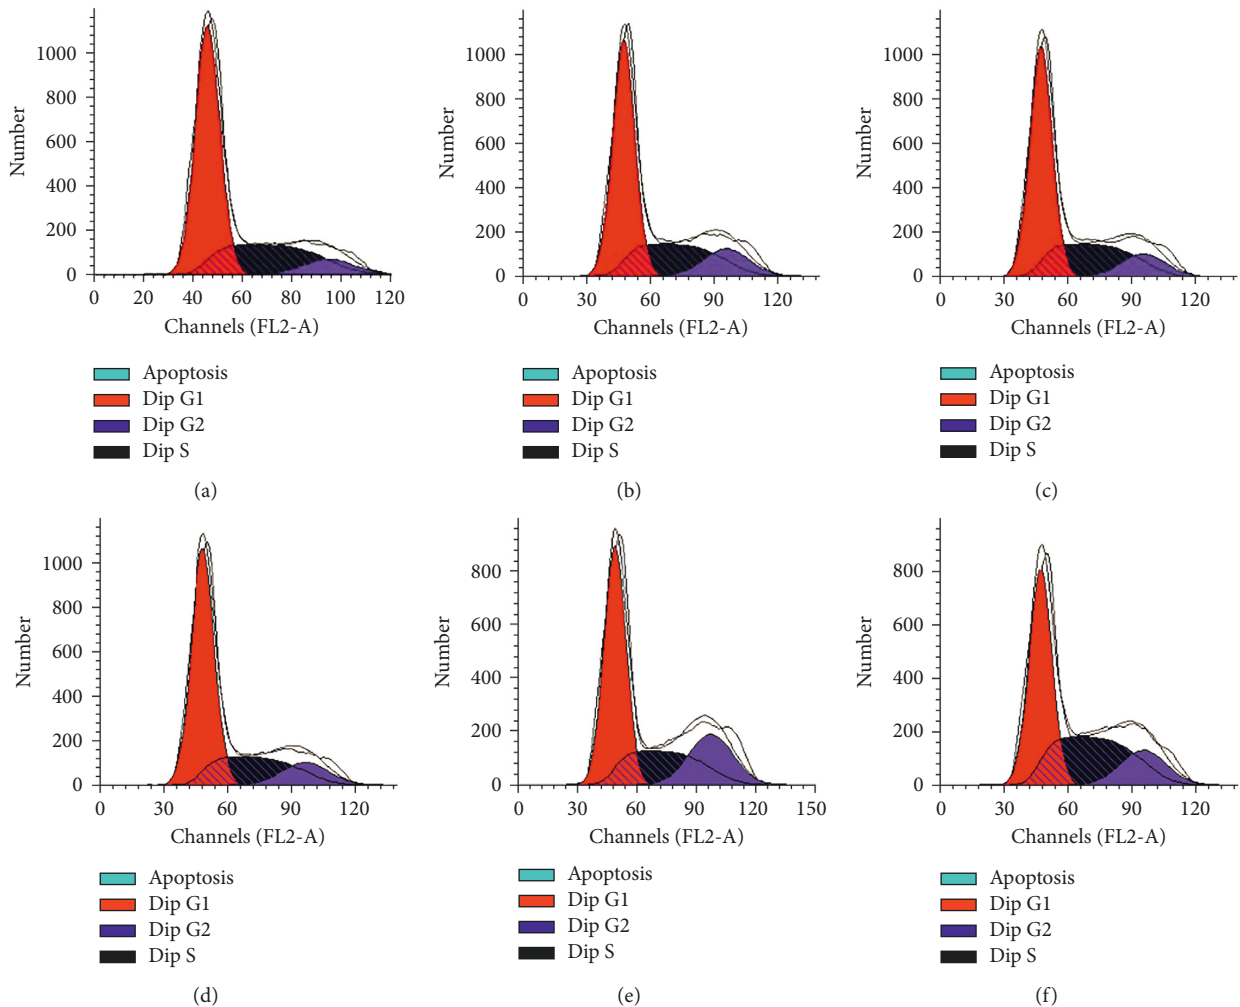 Number
1000
800
600
400
200
0
0 20 40 60 80 100 120
Channels (FL2-A)
Apoptosis
Dip G1
Dip G2
Dip S
(a)
Number
1000
800
600
400
200
0
0 30 60 90 120
Channels (FL2-A)
Apoptosis
Dip G1
Dip G2
Dip S
(b)
Number
1000
800
600
400
200
0
0 30 60 90 120
Channels (FL2-A)
Apoptosis
Dip G1
Dip G2
Dip S
(c)
Number
1000
800
600
400
200
0
0 30 60 90 120
Channels (FL2-A)
Apoptosis
Dip G1
Dip G2
Dip S
(d)
Number
800
600
400
200
0
0 30 60 90 120 150
Channels (FL2-A)
Apoptosis
Dip G1
Dip G2
Dip S
(e)
Number
800
600
400
200
0
0 30 60 90 120
Channels (FL2-A)
Apoptosis
Dip G1
Dip G2
Dip S
(f)